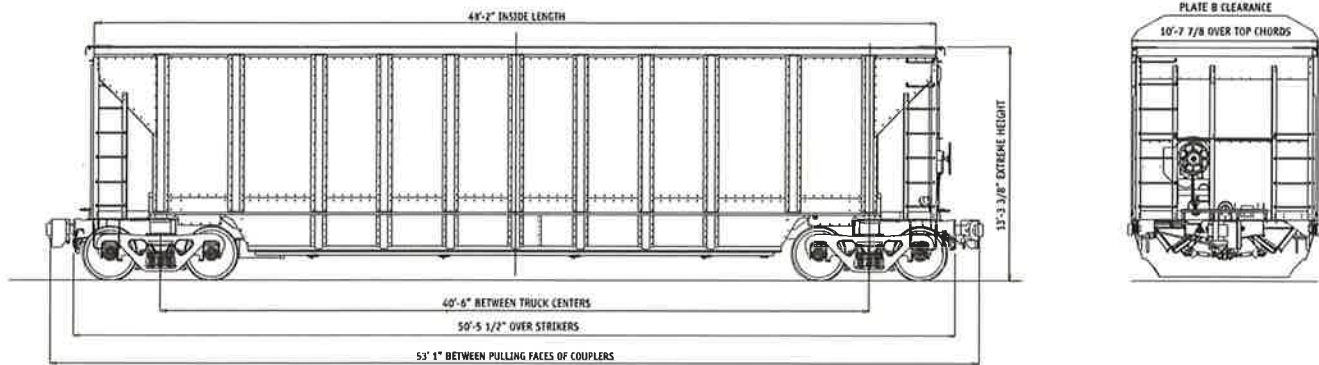 48'-2" INSIDE LENGTH
13'-3 3/8" EXTREME HEIGHT
40'-6" BETWEEN TRUCK CENTERS
50'-5 1/2" OVER STRIKERS
53' 1" BETWEEN PULLING FACES OF COUPLERS
PLATE B CLEARANCE
10'-7 7/8 OVER TOP CHORDS